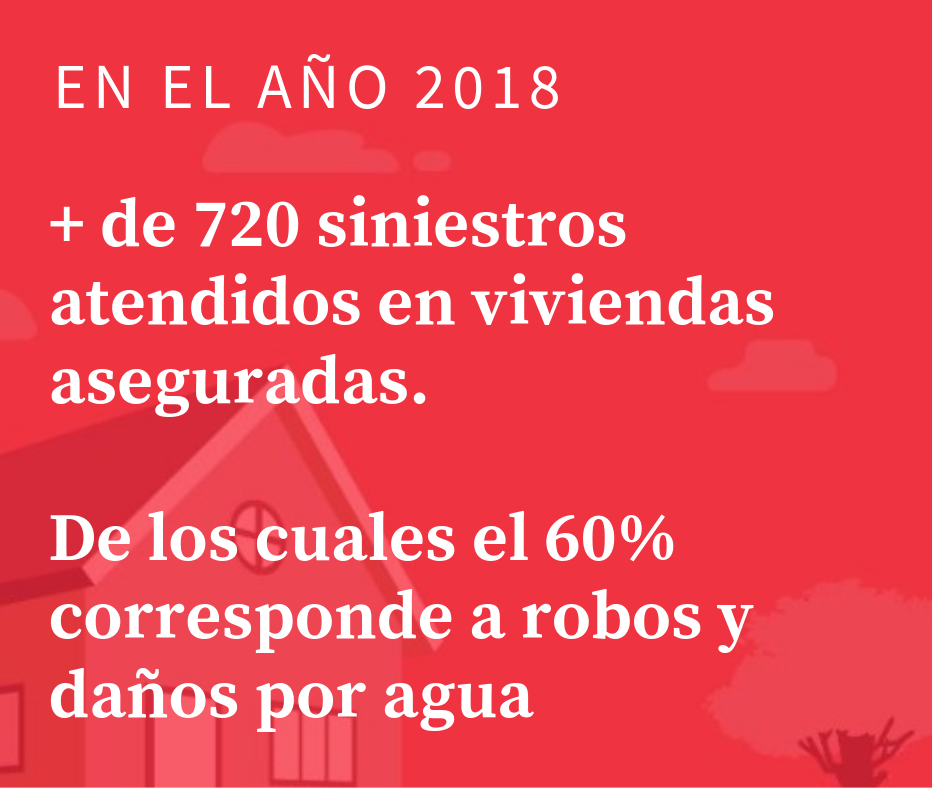 EN EL AÑO 2018
+ de 720 siniestros
atendidos en viviendas
aseguradas.
De los cuales el 60%
corresponde a robos y
daños por agua